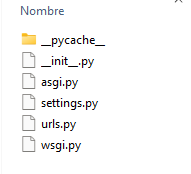 Nombre
__pycache__
__init__.py
asgi.py
settings.py
urls.py
wsgi.py